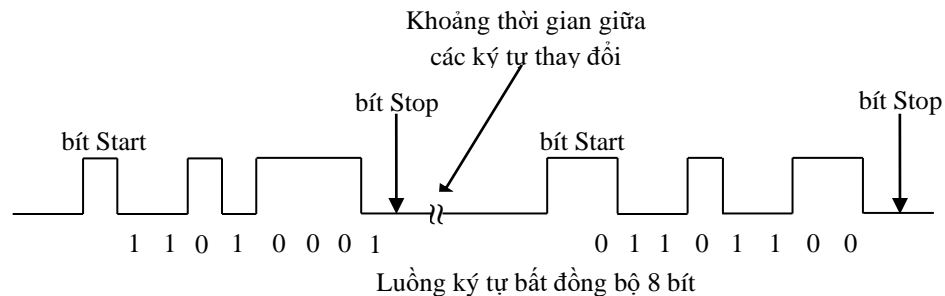 Khoảng thời gian giữa
các ký tự thay đổi
bít Stop
bít Stop
bít Start
bít Start
1 1 0 1 0 0 0 1
0 1 1 0 1 1 0 0
Luồng ký tự bất đồng bộ 8 bít